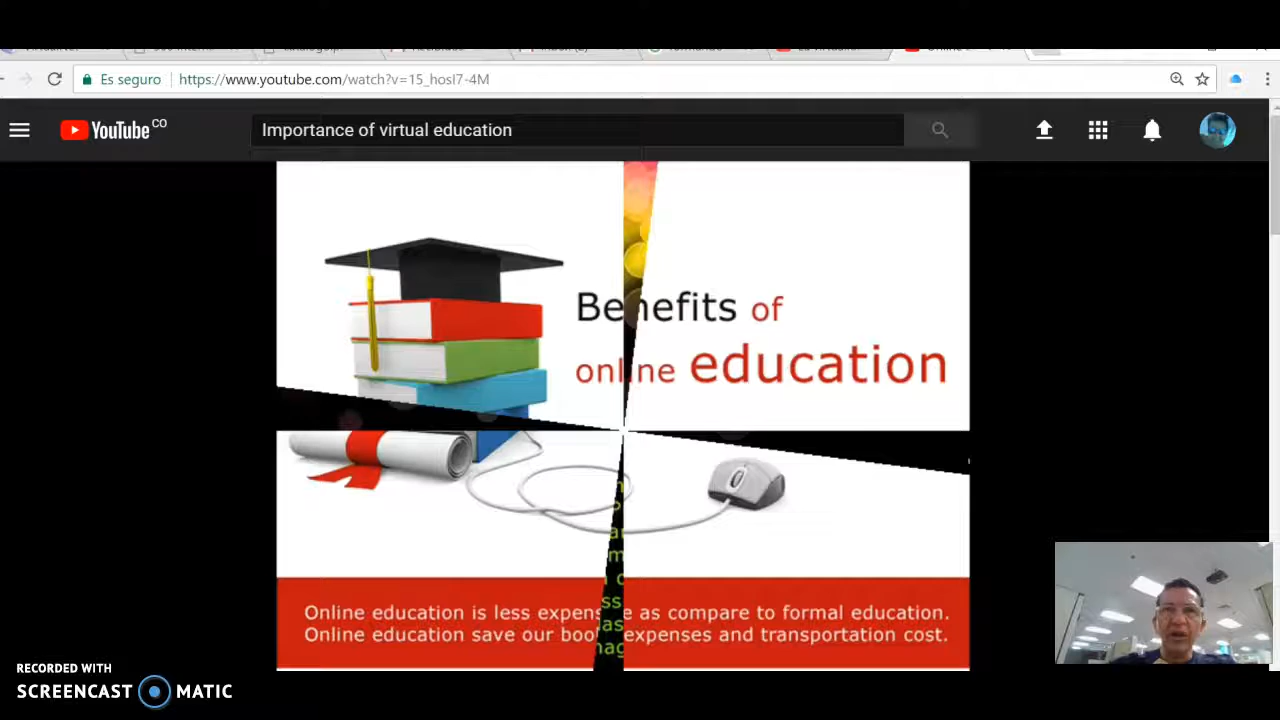 Es seguro
https://www.youtube.com/watch?v=15_hosI7-4M
YouTube CO
Importance of virtual education
Benefits of
online education
Online education is less expense as compare to formal education.
Online education save our book expenses and transportation cost.
RECORDED WITH
SCREENCAST MATIC